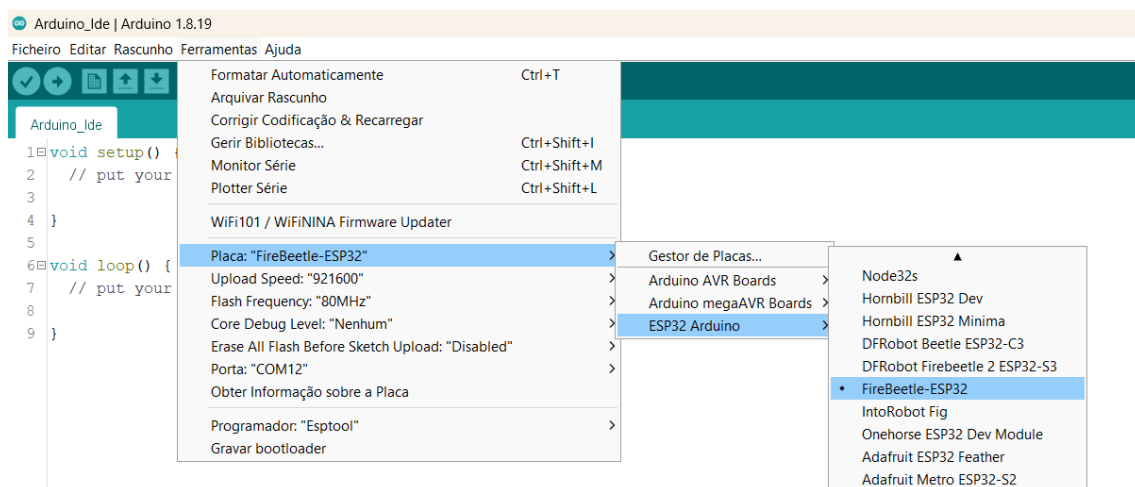 Arduino_Ide | Arduino 1.8.19
Ficheiro Editar Rascunho Ferramentas Ajuda
Arduino_Ide
1 void setup() {
2 // put your
3
4 }
5
6 void loop() {
7 // put your
8
9 }
Formatar Automaticamente Ctrl+T
Arquivar Rascunho
Corrigir Codificação & Recarregar
Gerir Bibliotecas... Ctrl+Shift+I
Monitor Série Ctrl+Shift+M
Plotter Série Ctrl+Shift+L
WiFi101 / WiFiNINA Firmware Updater
Placa: "FireBeetle-ESP32"
Upload Speed: "921600"
Flash Frequency: "80MHz"
Core Debug Level: "Nenhum"
Erase All Flash Before Sketch Upload: "Disabled"
Porta: "COM12"
Obter Informação sobre a Placa
Programador: "Esptool"
Gravar bootloader
Gestor de Placas...
Arduino AVR Boards
Arduino megaAVR Boards
ESP32 Arduino
Node32s
Hornbill ESP32 Dev
Hornbill ESP32 Minima
DFRobot Beetle ESP32-C3
DFRobot Firebeetle 2 ESP32-S3
FireBeetle-ESP32
IntoRobot Fig
Onehorse ESP32 Dev Module
Adafruit ESP32 Feather
Adafruit Metro ESP32-S2